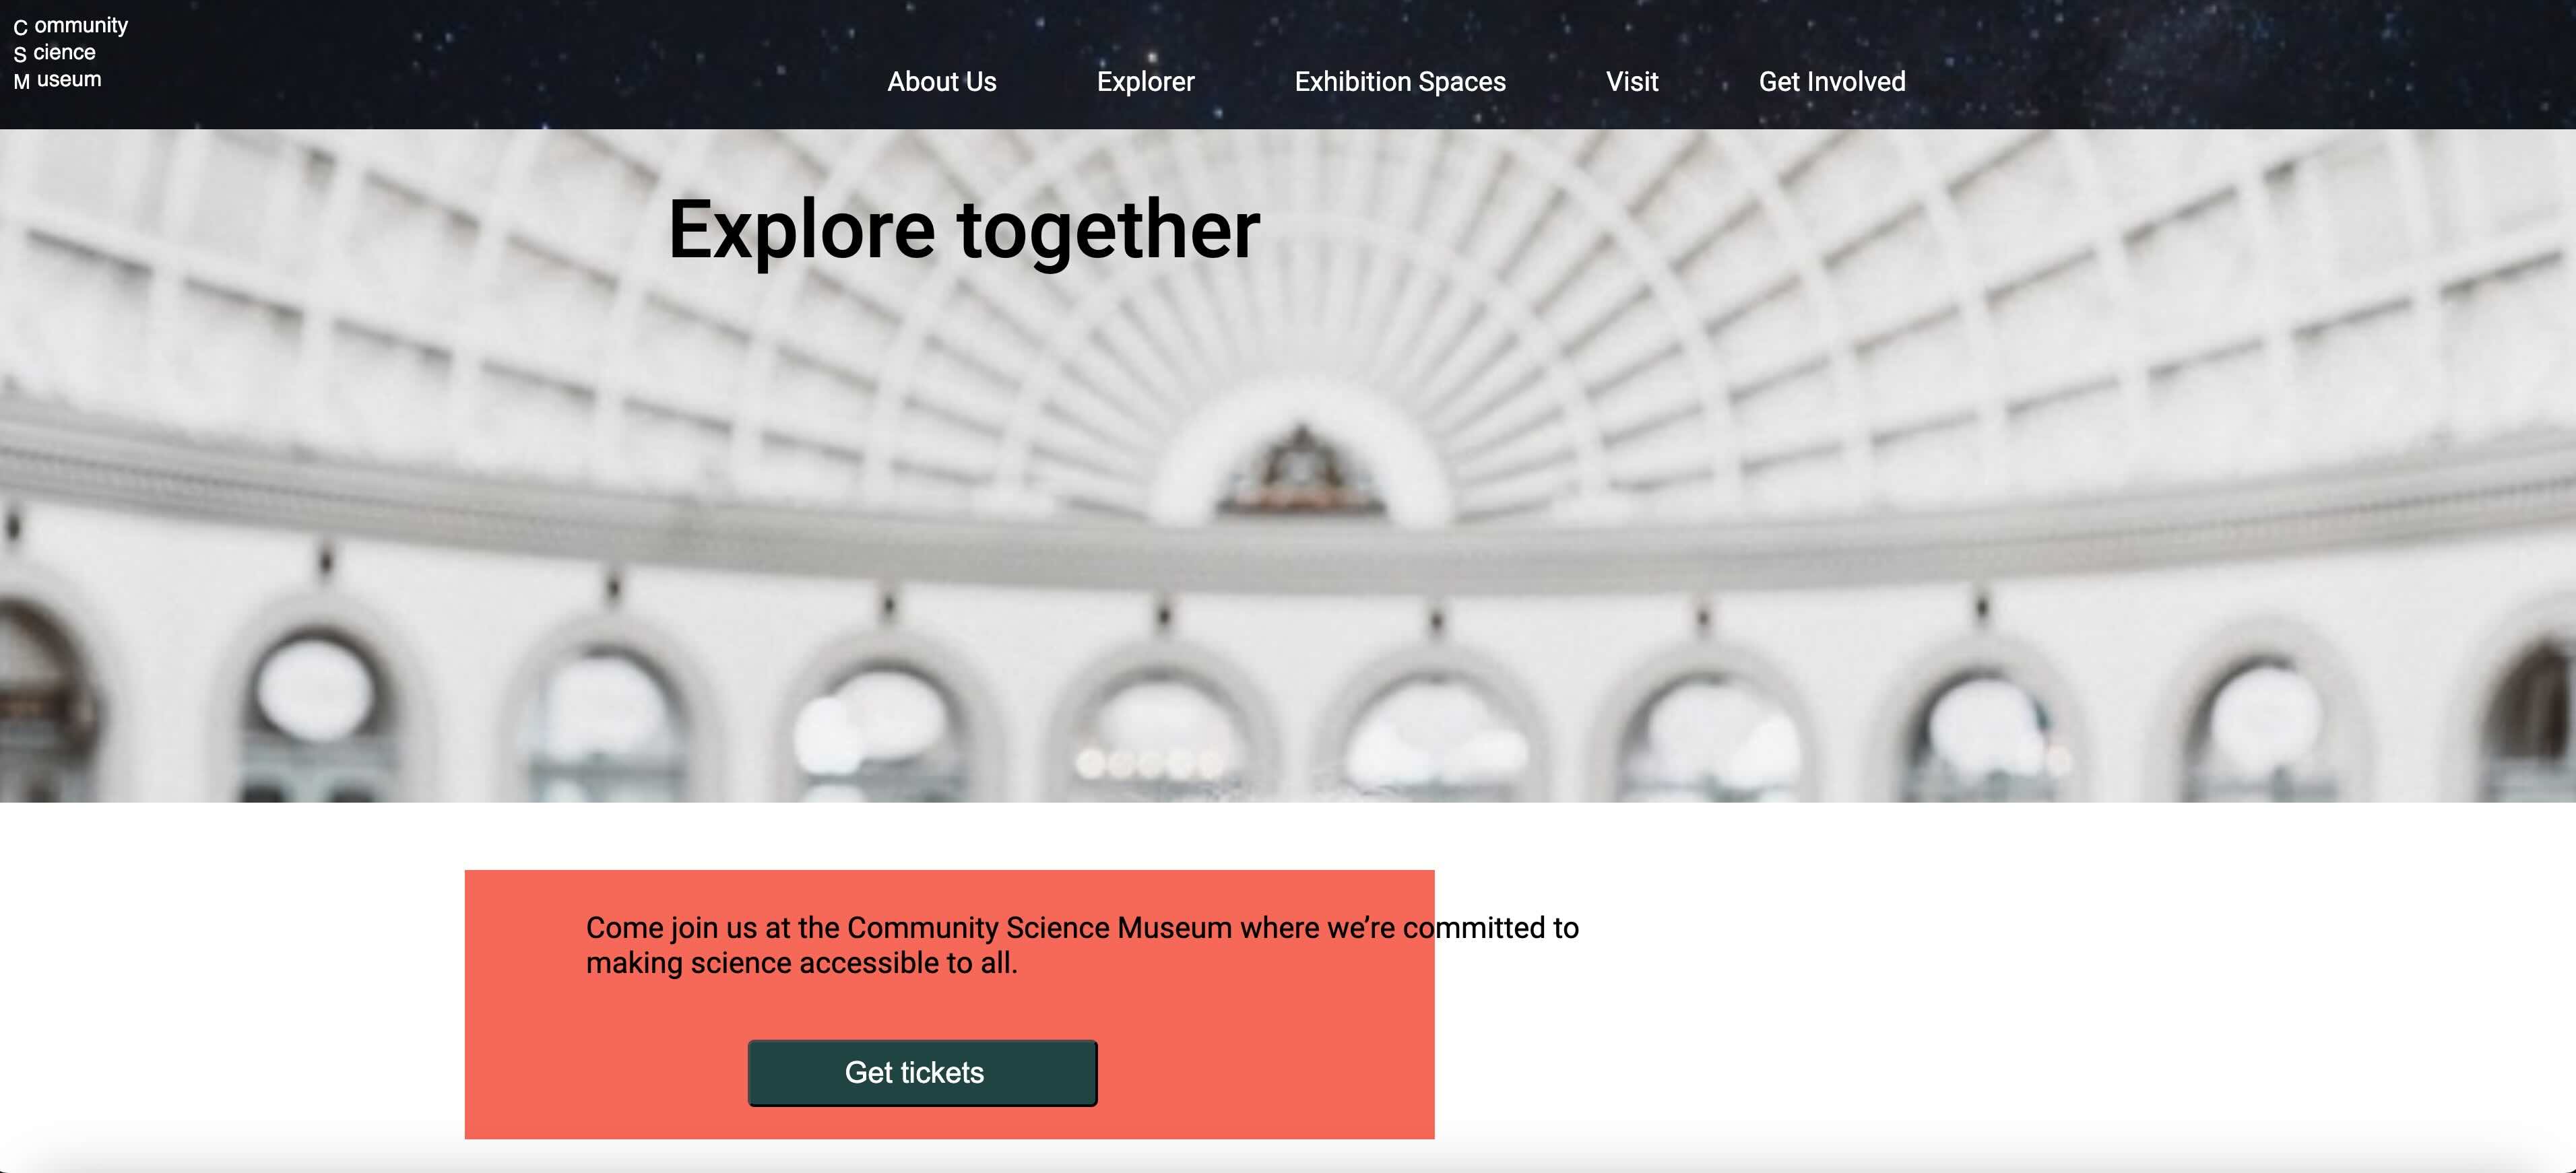 C ommunity
S cience
M useum
About Us Explorer Exhibition Spaces Visit Get Involved
Explore together
Come join us at the Community Science Museum where we’re committed to
making science accessible to all.
Get tickets